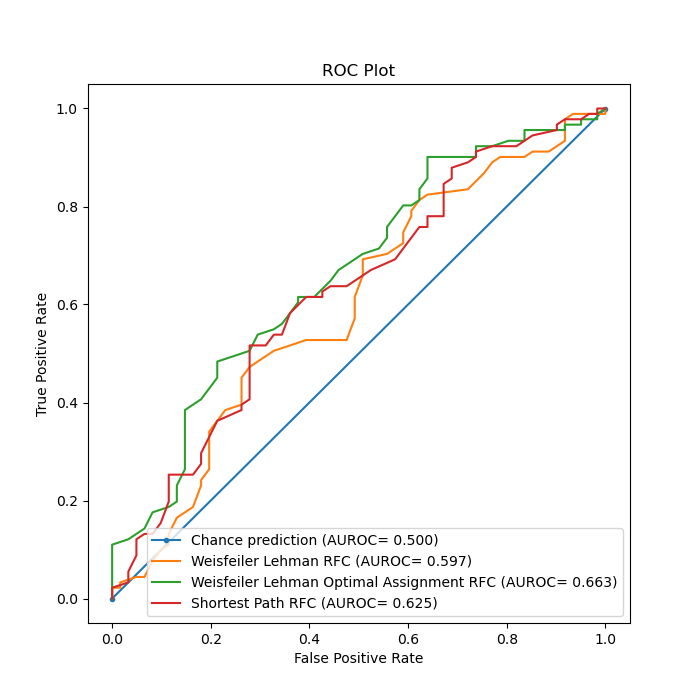 ROC Plot
1.0
0.8
0.6
0.4
0.2
0.0
True Positive Rate
Chance prediction (AUROC= 0.500)
Weisfeiler Lehman RFC (AUROC= 0.597)
Weisfeiler Lehman Optimal Assignment RFC (AUROC= 0.663)
Shortest Path RFC (AUROC= 0.625)
0.0 0.2 0.4 0.6 0.8 1.0
False Positive Rate